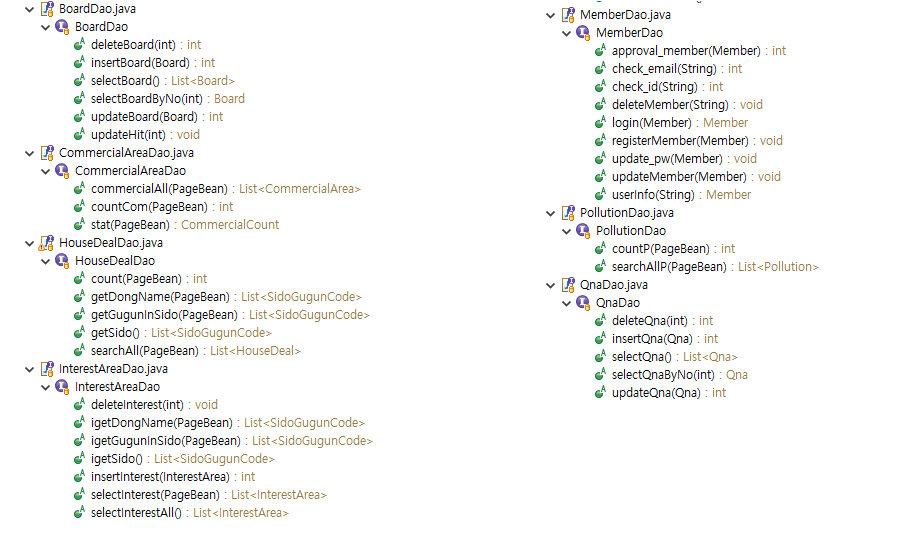 BoardDao.java
BoardDao
deleteBoard(int) : int
insertBoard(Board) : int
selectBoard() : List<Board>
selectBoardByNo(int) : Board
updateBoard(Board) : int
updateHit(int) : void
CommercialAreaDao.java
CommercialAreaDao
commercialAll(PageBean) : List<CommercialArea>
countCom(PageBean) : int
stat(PageBean) : CommercialCount
HouseDealDao.java
HouseDealDao
count(PageBean) : int
getDongName(PageBean) : List<SidoGugunCode>
getGugunInSido(PageBean) : List<SidoGugunCode>
getSido() : List<SidoGugunCode>
searchAll(PageBean) : List<HouseDeal>
InterestAreaDao.java
InterestAreaDao
deleteInterest(int) : void
igetDongName(PageBean) : List<SidoGugunCode>
igetGugunInSido(PageBean) : List<SidoGugunCode>
igetSido() : List<SidoGugunCode>
insertInterest(InterestArea) : int
selectInterest(PageBean) : List<InterestArea>
selectInterestAll() : List<InterestArea>
MemberDao.java
MemberDao
approval_member(Member) : int
check_email(String) : int
check_id(String) : int
deleteMember(String) : void
login(Member) : Member
registerMember(Member) : void
update_pw(Member) : void
updateMember(Member) : void
userInfo(String) : Member
PollutionDao.java
PollutionDao
countP(PageBean) : int
searchAllP(PageBean) : List<Pollution>
QnaDao.java
QnaDao
deleteQna(int) : int
insertQna(Qna) : int
selectQna() : List<Qna>
selectQnaByNo(int) : Qna
updateQna(Qna) : int